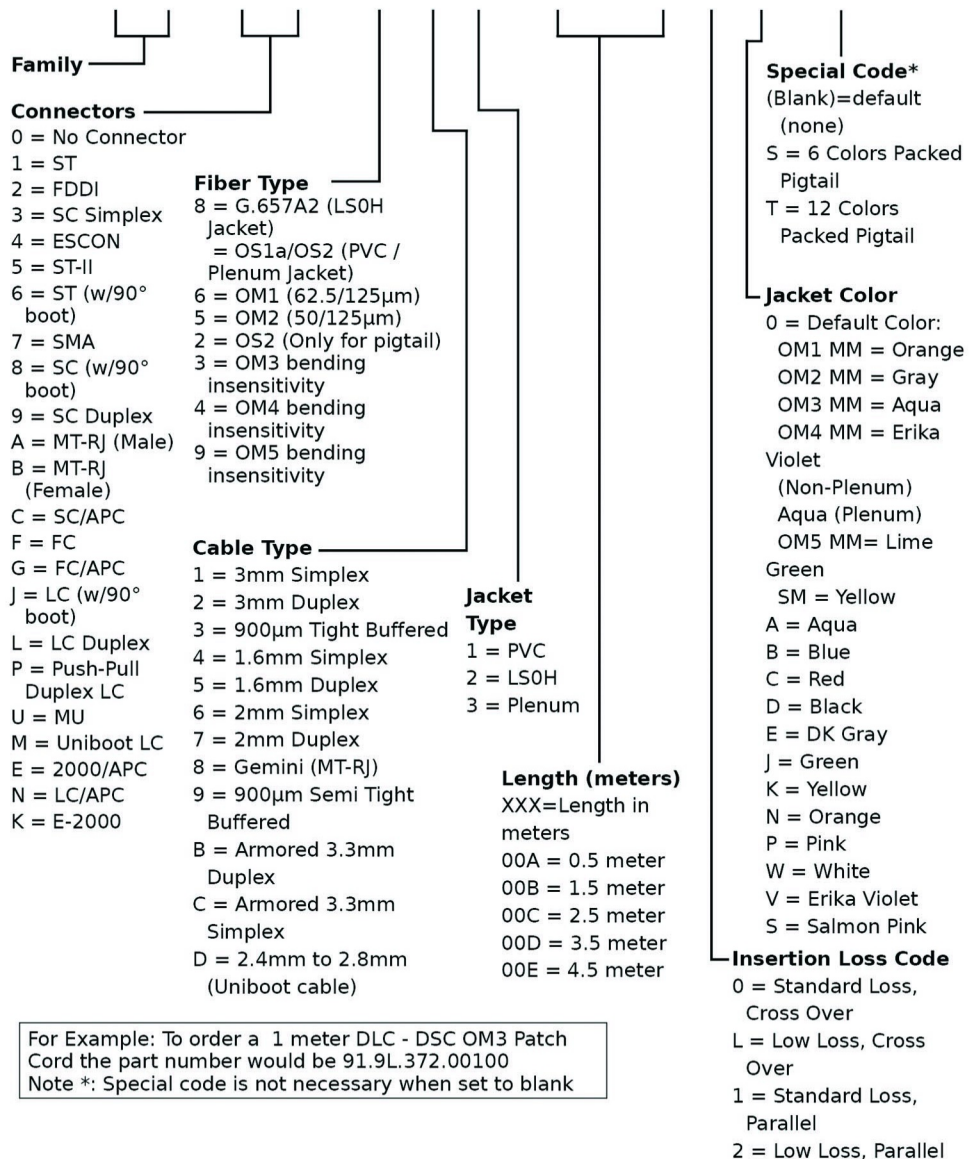 Family
Connectors
0 = No Connector
1 = ST
2 = FDDI
3 = SC Simplex
4 = ESCON
5 = ST-II
6 = ST (w/90°
boot)
7 = SMA
8 = SC (w/90°
boot)
9 = SC Duplex
A = MT-RJ (Male)
B = MT-RJ
(Female)
C = SC/APC
F = FC
G = FC/APC
J = LC (w/90°
boot)
L = LC Duplex
P = Push-Pull
Duplex LC
U = MU
M = Uniboot LC
E = 2000/APC
N = LC/APC
K = E-2000
Fiber Type
8 = G.657A2 (LS0H
Jacket)
= OS1a/OS2 (PVC /
Plenum Jacket)
6 = OM1 (62.5/125µm)
5 = OM2 (50/125µm)
2 = OS2 (Only for pigtail)
3 = OM3 bending
insensitivity
4 = OM4 bending
insensitivity
9 = OM5 bending
insensitivity
Cable Type
1 = 3mm Simplex
2 = 3mm Duplex
3 = 900µm Tight Buffered
4 = 1.6mm Simplex
5 = 1.6mm Duplex
6 = 2mm Simplex
7 = 2mm Duplex
8 = Gemini (MT-RJ)
9 = 900µm Semi Tight
Buffered
B = Armored 3.3mm
Duplex
C = Armored 3.3mm
Simplex
D = 2.4mm to 2.8mm
(Uniboot cable)
Jacket
Type
1 = PVC
2 = LS0H
3 = Plenum
Length (meters)
XXX=Length in
meters
00A = 0.5 meter
00B = 1.5 meter
00C = 2.5 meter
00D = 3.5 meter
00E = 4.5 meter
Special Code*
(Blank)=default
(none)
S = 6 Colors Packed
Pigtail
T = 12 Colors
Packed Pigtail
Jacket Color
0 = Default Color:
OM1 MM = Orange
OM2 MM = Gray
OM3 MM = Aqua
OM4 MM = Erika
Violet
(Non-Plenum)
Aqua (Plenum)
OM5 MM= Lime
Green
SM = Yellow
A = Aqua
B = Blue
C = Red
D = Black
E = DK Gray
J = Green
K = Yellow
N = Orange
P = Pink
W = White
V = Erika Violet
S = Salmon Pink
Insertion Loss Code
0 = Standard Loss,
Cross Over
L = Low Loss, Cross
Over
1 = Standard Loss,
Parallel
2 = Low Loss, Parallel
For Example: To order a 1 meter DLC - DSC OM3 Patch
Cord the part number would be 91.9L.372.00100
Note *: Special code is not necessary when set to blank